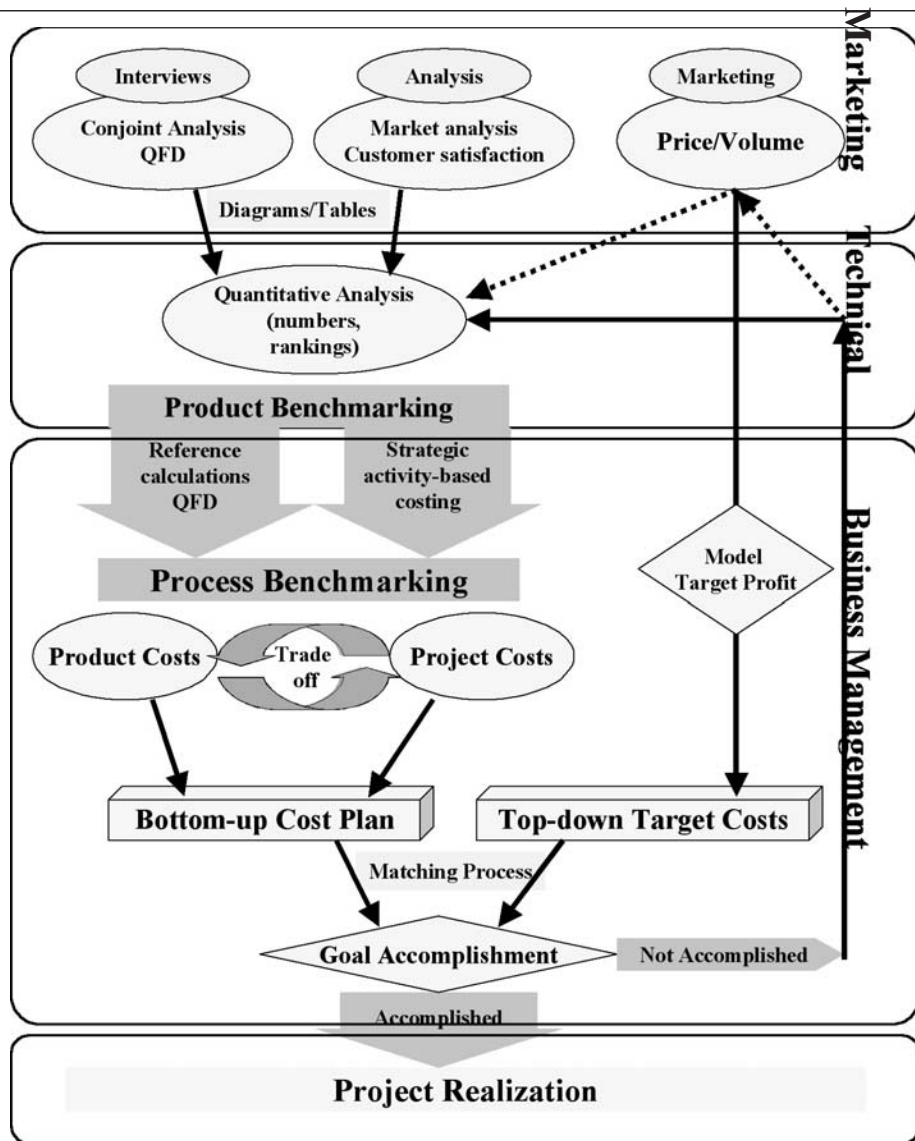 Marketing
Interviews
Conjoint Analysis
QFD
Analysis
Market analysis
Customer satisfaction
Marketing
Price/Volume
Diagrams/Tables
Technical
Quantitative Analysis
(numbers,
rankings)
Product Benchmarking
Reference
calculations
QFD
Strategic
activity-based
costing
Business Management
Process Benchmarking
Model
Target Profit
Product Costs
Trade
off
Project Costs
Bottom-up Cost Plan
Top-down Target Costs
Matching Process
Goal Accomplishment
Not Accomplished
Accomplished
Project Realization